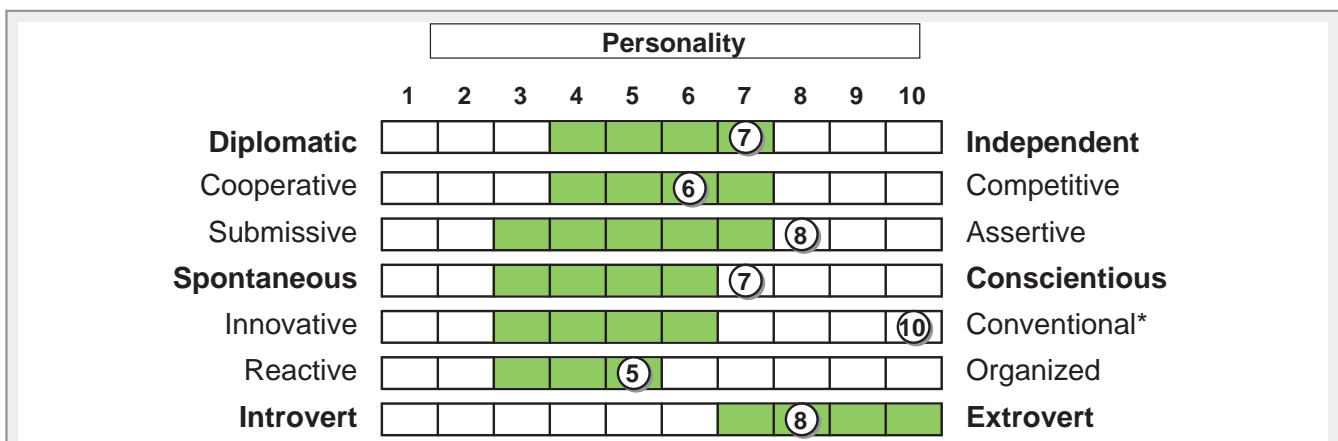 Personality
1 2 3 4 5 6 7 8 9 10
Diplomatic 7 Independent
Cooperative 6 Competitive
Submissive 8 Assertive
Spontaneous 7 Conscientious
Innovative 10 Conventional*
Reactive 5 Organized
Introvert 8 Extrovert